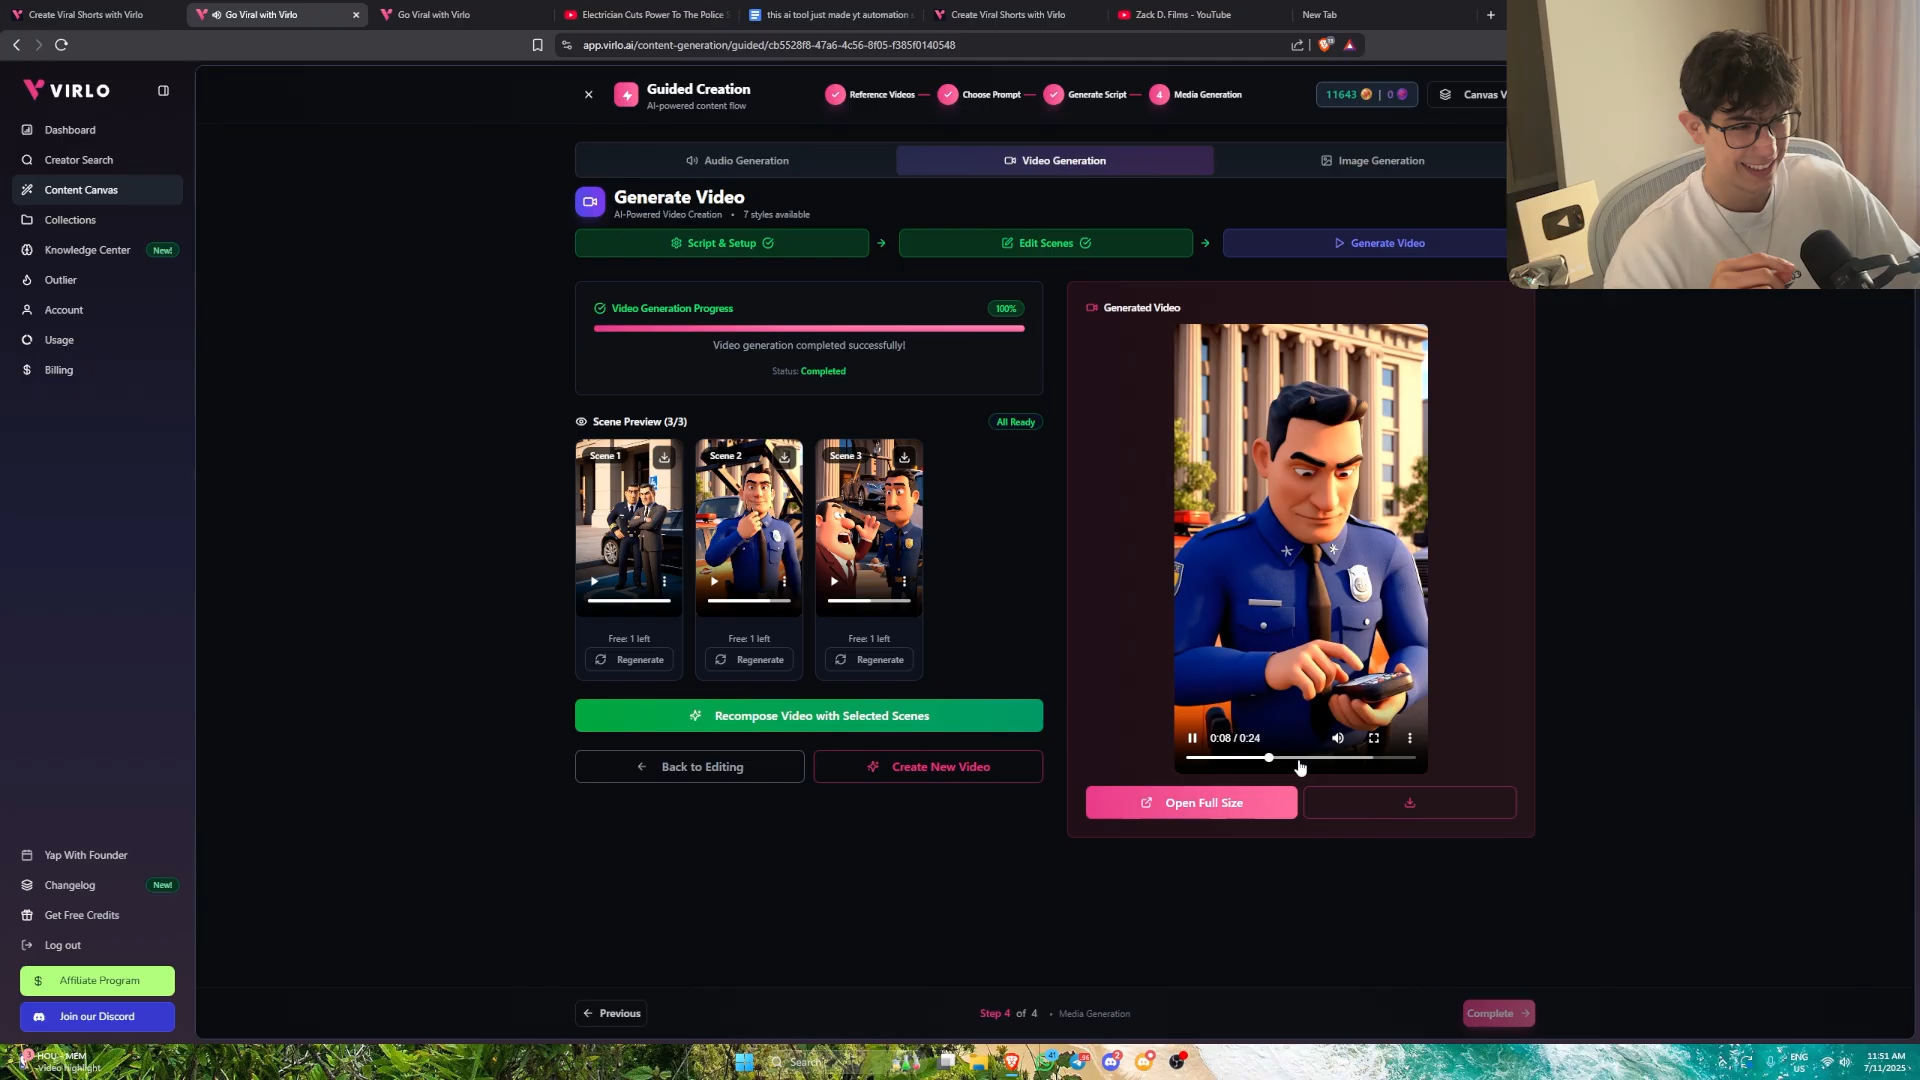 Create Viral Shorts with Virlo
Go Viral with Virlo
Go Viral with Virlo
Electrician Cuts Power To The Police
this ai tool just made yt automation
Create Viral Shorts with Virlo
Zack D. Films - YouTube
New Tab
app.virlo.ai/content-generation/guided/cb5528f8-47a6-4c56-8f05-f385f0140548
VIRLO
Dashboard
Creator Search
Content Canvas
Collections
Knowledge Center
New!
Outlier
Account
Usage
Billing
Yap With Founder
Changelog
New!
Get Free Credits
Log out
$ Affiliate Program
Join our Discord
Guided Creation
AI-powered content flow
Reference Videos
Choose Prompt
Generate Script
4 Media Generation
11643 | 0
Canvas V
Audio Generation
Video Generation
Image Generation
Generate Video
AI-Powered Video Creation • 7 styles available
Script & Setup
Edit Scenes
Generate Video
Video Generation Progress
100%
Video generation completed successfully!
Status: Completed
Scene Preview (3/3)
All Ready
Scene 1
Scene 2
Scene 3
Free: 1 left
Free: 1 left
Free: 1 left
Regenerate
Regenerate
Regenerate
Recompose Video with Selected Scenes
Back to Editing
Create New Video
Generated Video
0:08 / 0:24
Open Full Size
Previous
Step 4 of 4 • Media Generation
Complete
HOU - MEM
Video highlight
Search
ENG
US
11:51 AM
7/11/2025